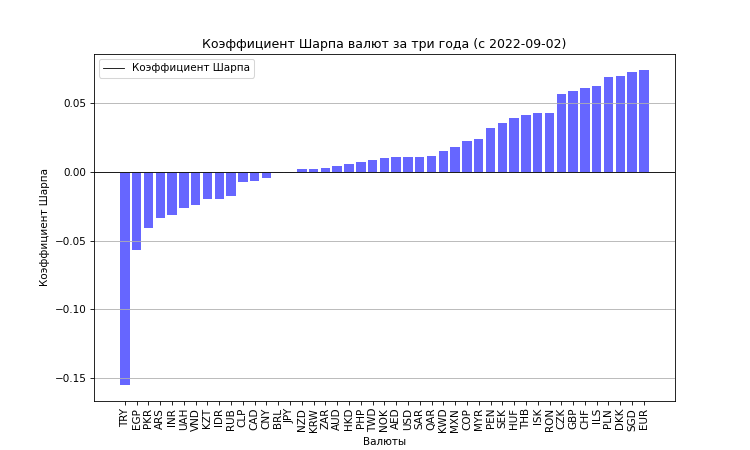 Коэффициент Шарпа валют за три года (с 2022-09-02)
Коэффициент Шарпа
Коэффициент Шарпа
0.05
0.00
−0.05
−0.10
−0.15
TRY EGP PKR ARS INR UAH VND KZT IDR RUB CLP CAD CNY BRL JPY NZD KRW ZAR AUD HKD PHP TWD NOK AED USD SAR QAR KWD MXN COP MYR PEN SEK HUF THB ISK RON CZK GBP CHF ILS PLN DKK SGD EUR
Валюты